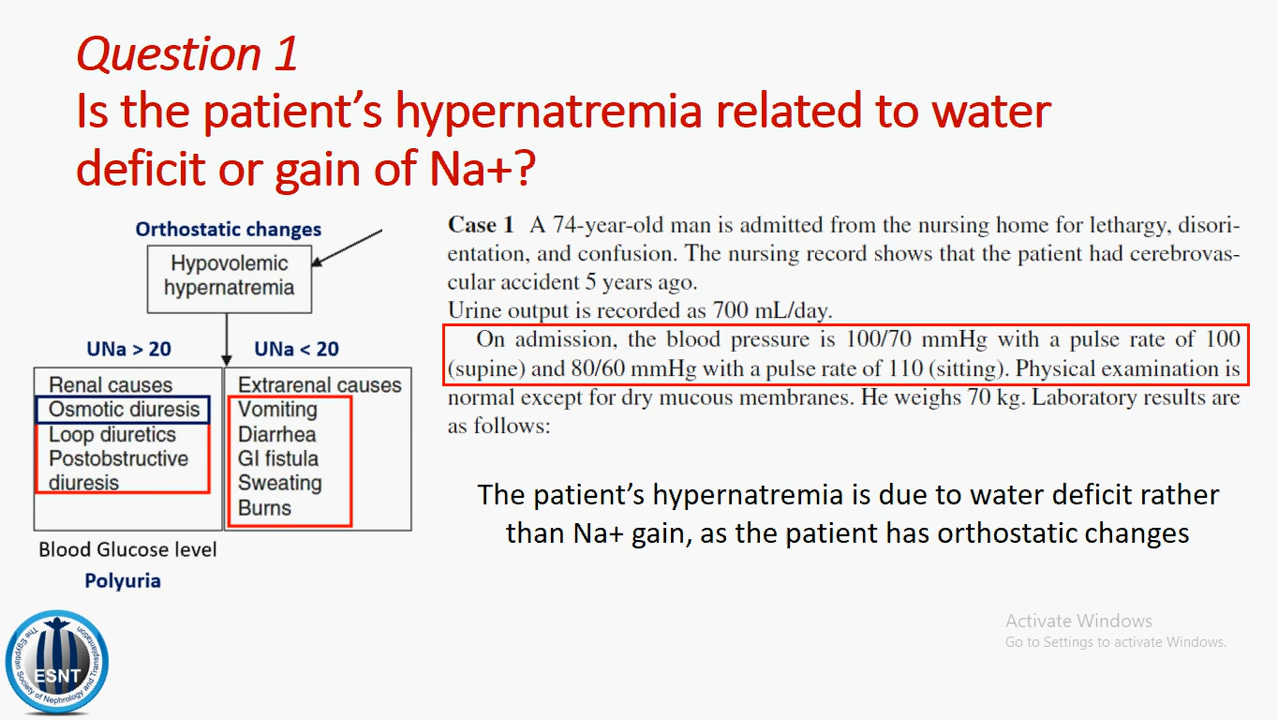 Question 1
Is the patient's hypernatremia related to water
deficit or gain of Na+?
Orthostatic changes
Hypovolemic
hypernatremia
UNa > 20
UNa < 20
Renal causes
Osmotic diuresis
Loop diuretics
Postobstructive
diuresis
Extrarenal causes
Vomiting
Diarrhea
GI fistula
Sweating
Burns
Blood Glucose level
Polyuria
Case 1 A 74-year-old man is admitted from the nursing home for lethargy, disori-
entation, and confusion. The nursing record shows that the patient had cerebrovas-
cular accident 5 years ago.
Urine output is recorded as 700 mL/day.
On admission, the blood pressure is 100/70 mmHg with a pulse rate of 100
(supine) and 80/60 mmHg with a pulse rate of 110 (sitting). Physical examination is
normal except for dry mucous membranes. He weighs 70 kg. Laboratory results are
as follows:
The patient's hypernatremia is due to water deficit rather
than Na+ gain, as the patient has orthostatic changes
Activate Windows
Go to Settings to activate Windows.
The Egyptian Society of Nephrology and Transplantation
ESNT